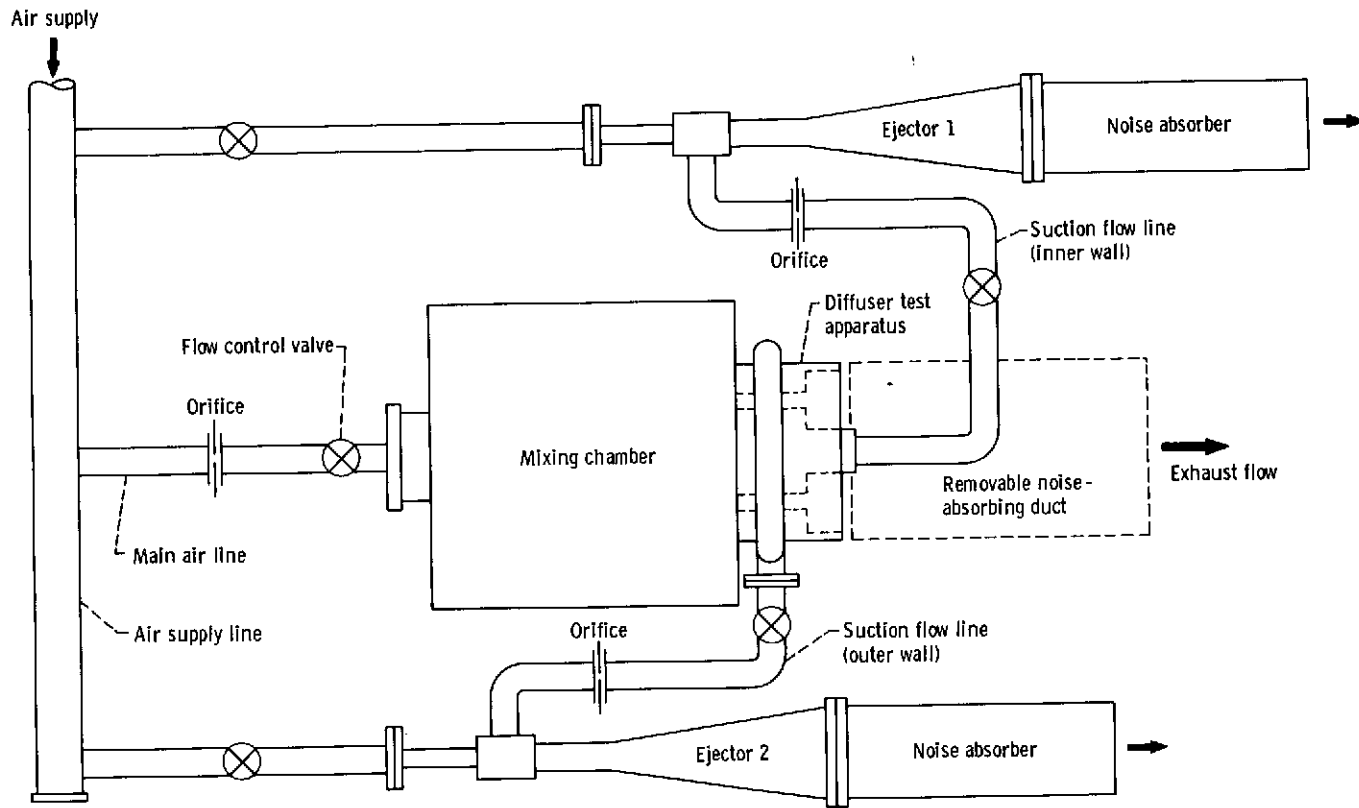 Air supply
Ejector 1
Noise absorber
Orifice
Suction flow line
(inner wall)
Diffuser test
apparatus
Flow control valve
Orifice
Mixing chamber
Removable noise-
absorbing duct
Exhaust flow
Main air line
Air supply line
Orifice
Suction flow line
(outer wall)
Ejector 2
Noise absorber